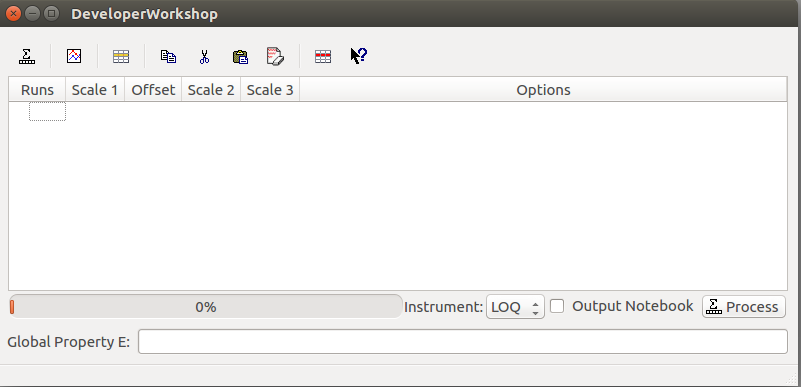 DeveloperWorkshop
Runs Scale 1 Offset Scale 2 Scale 3 Options
0% Instrument: LOQ Output Notebook Process
Global Property E: